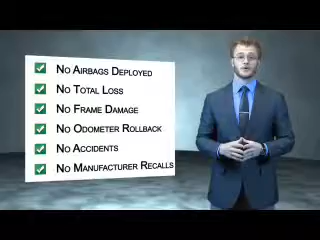 No Airbags Deployed
No Total Loss
No Frame Damage
No Odometer Rollback
No Accidents
No Manufacturer Recalls